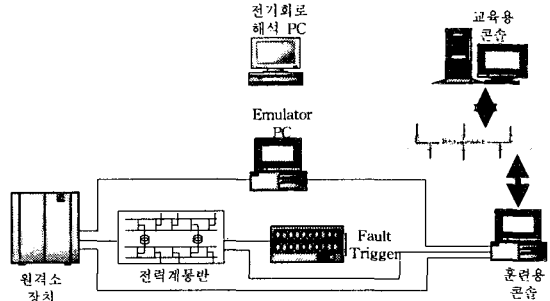 전기회로
해석 PC
교육용
콘솔
Emulator
PC
Fault
Trigger
원격소
장치
전력계통반
훈련용
콘솔